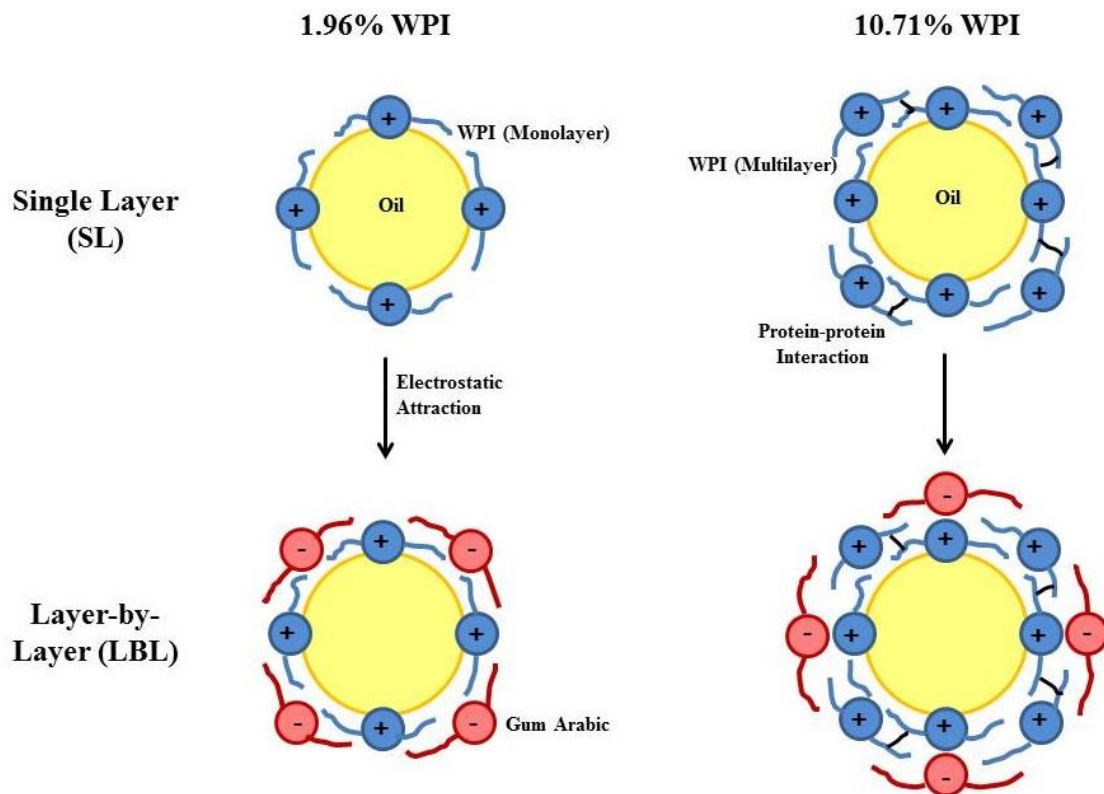 1.96% WPI
10.71% WPI
Single Layer
(SL)
+
+
+
+
Oil
WPI (Monolayer)
WPI (Multilayer)
+
+
+
+
Oil
+
+
+
+
Protein-protein
Interaction
Electrostatic
Attraction
Layer-by-
Layer (LBL)
-
+
-
+
+
-
+
-
Gum Arabic
-
+
+
+
-
+
+
-
+
+
+
-